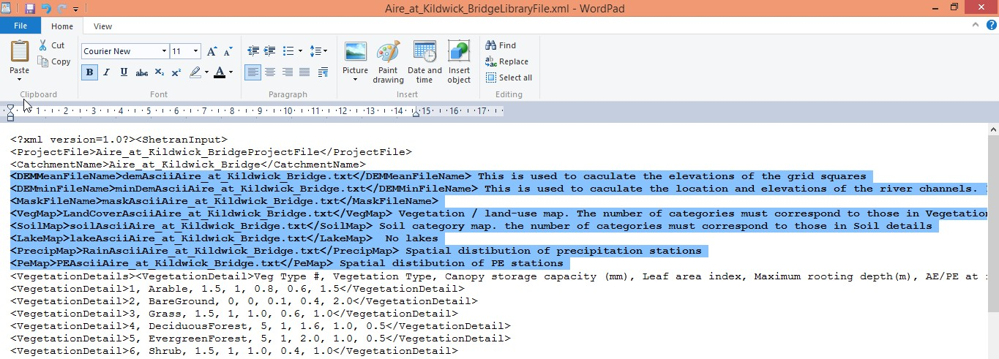 Aire_at_Kildwick_BridgeLibraryFile.xml - WordPad
File Home View
Paste
Cut
Copy
Clipboard
Courier New 11
B I U abc X₂ X² A
Font
Paragraph
Picture
Paint drawing
Date and time
Insert object
Insert
Find
Replace
Select all
Editing
1 2 3 4 5 6 7 8 9 10 11 12 13 14 15 16 17
<?xml version=1.0?><ShetranInput>
<ProjectFile>Aire_at_Kildwick_BridgeProjectFile</ProjectFile>
<CatchmentName>Aire_at_Kildwick_Bridge</CatchmentName>
<DEMMeanFileName>demAsciiAire_at_Kildwick_Bridge.txt</DEMMeanFileName> This is used to caculate the elevations of the grid squares
<DEMminFileName>minDemAsciiAire_at_Kildwick_Bridge.txt</DEMMinFileName> This is used to caculate the location and elevations of the river channels.
<MaskFileName>maskAsciiAire_at_Kildwick_Bridge.txt</MaskFileName>
<VegMap>LandCoverAsciiAire_at_Kildwick_Bridge.txt</VegMap> Vegetation / land-use map. The number of categories must correspond to those in Vegetation
<SoilMap>soilAsciiAire_at_Kildwick_Bridge.txt</SoilMap> Soil category map. the number of categories must correspond to those in Soil details
<LakeMap>lakeAsciiAire_at_Kildwick_Bridge.txt</LakeMap>  No lakes
<PrecipMap>RainAsciiAire_at_Kildwick_Bridge.txt</PrecipMap> Spatial distibution of precipitation stations
<PeMap>PEAsciiAire_at_Kildwick_Bridge.txt</PeMap> Spatial distibution of PE stations
<VegetationDetails><VegetationDetail>Veg Type #, Vegetation Type, Canopy storage capacity (mm), Leaf area index, Maximum rooting depth(m), AE/PE at
<VegetationDetail>1, Arable, 1.5, 1, 0.8, 0.6, 1.5</VegetationDetail>
<VegetationDetail>2, BareGround, 0, 0, 0.1, 0.4, 2.0</VegetationDetail>
<VegetationDetail>3, Grass, 1.5, 1, 1.0, 0.6, 1.0</VegetationDetail>
<VegetationDetail>4, DeciduousForest, 5, 1, 1.6, 1.0, 0.5</VegetationDetail>
<VegetationDetail>5, EvergreenForest, 5, 1, 2.0, 1.0, 0.5</VegetationDetail>
<VegetationDetail>6, Shrub, 1.5, 1, 1.0, 0.4, 1.0</VegetationDetail>